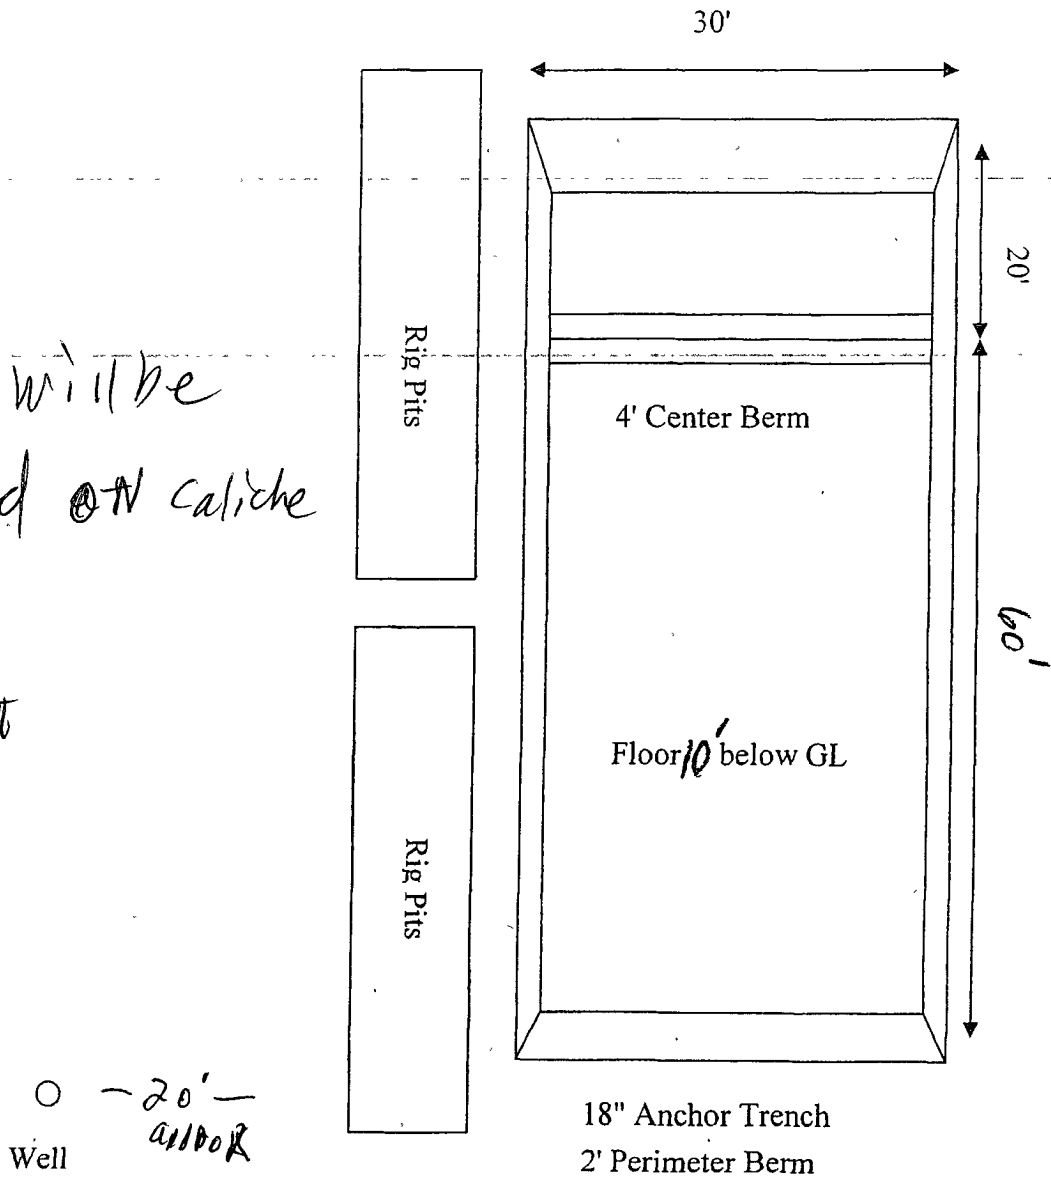 30'
20'
Rig Pits
will be
d ON caliche
4' Center Berm
60'
t
Floor 10' below GL
Rig Pits
Well
- 20' -
18" Anchor Trench
2' Perimeter Berm